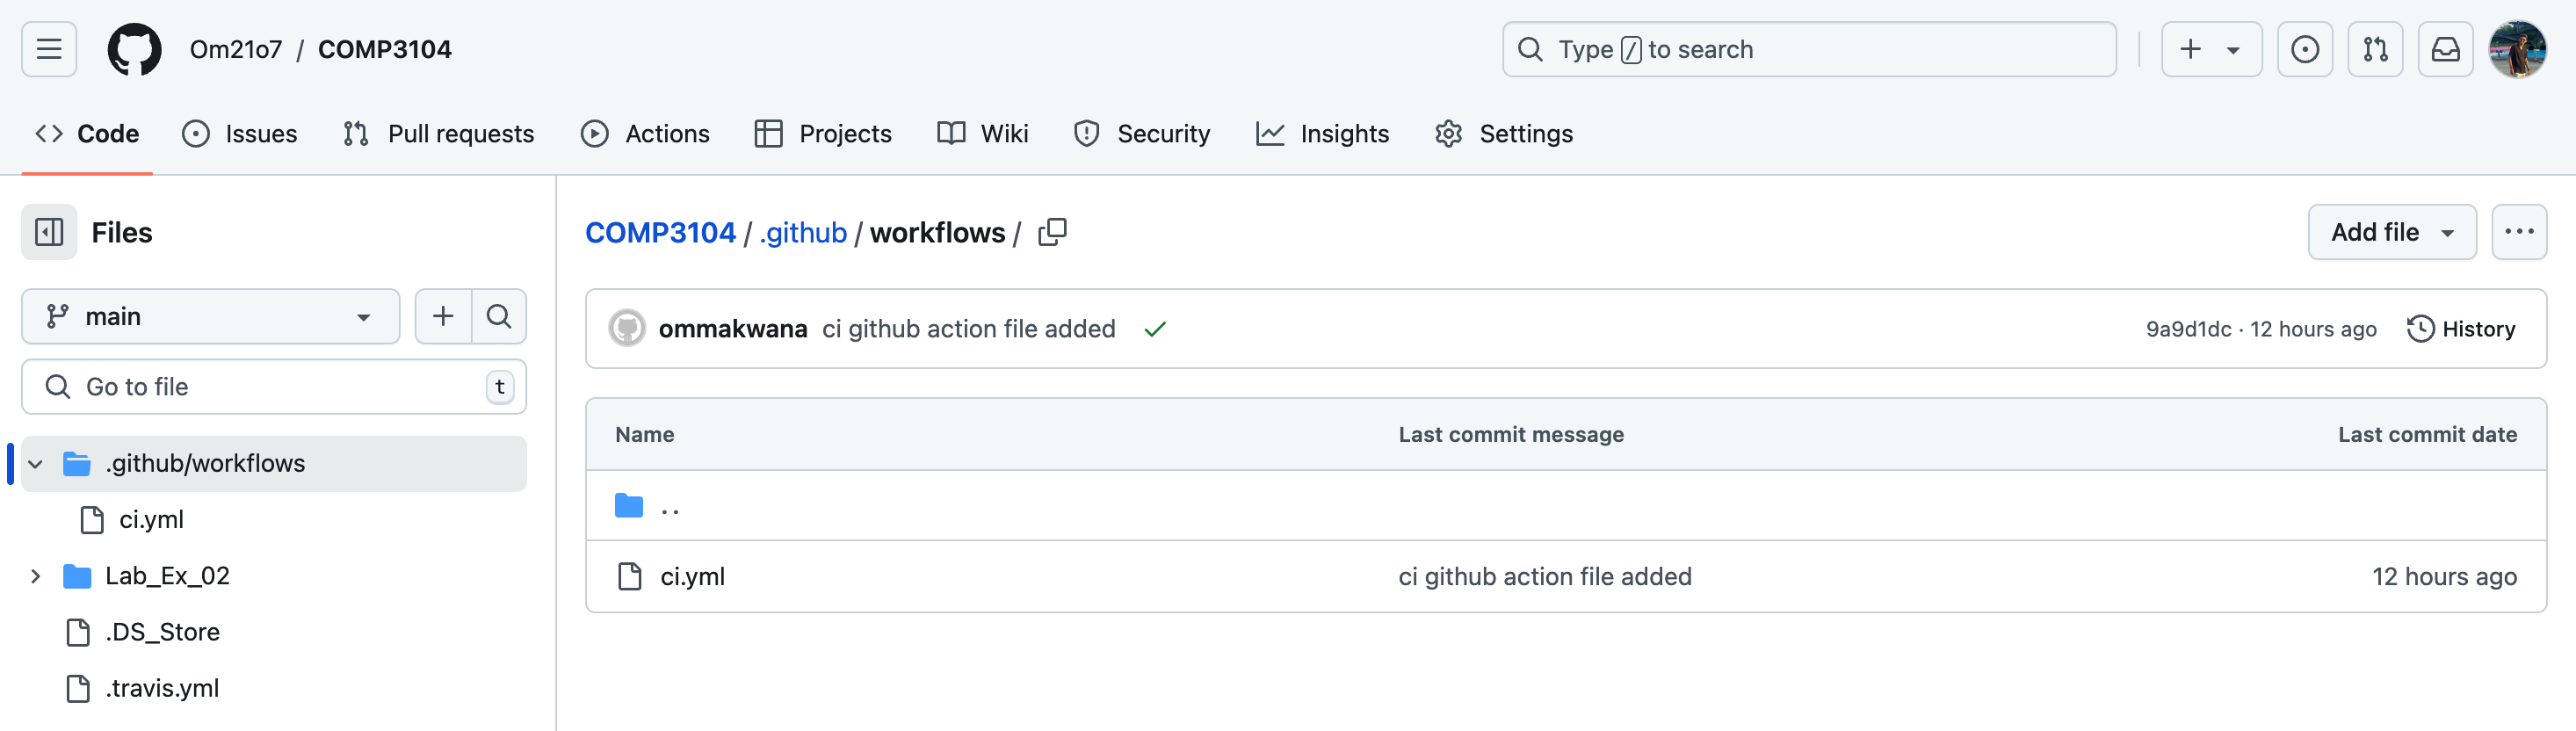 Om21o7 / COMP3104
Type / to search
Code Issues Pull requests Actions Projects Wiki Security Insights Settings
Files
main
Go to file t
.github/workflows
ci.yml
Lab_Ex_02
.DS_Store
.travis.yml
COMP3104 / .github / workflows /
Add file
ommakwana ci github action file added 9a9d1dc · 12 hours ago History
Name Last commit message Last commit date
..
ci.yml ci github action file added 12 hours ago